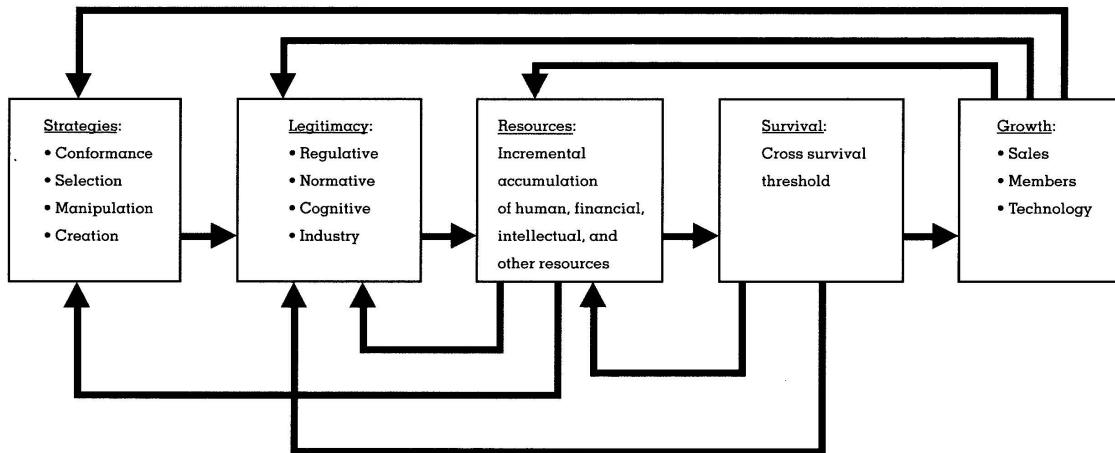 Strategies:
• Conformance
• Selection
• Manipulation
• Creation
Legitimacy:
• Regulative
• Normative
• Cognitive
• Industry
Resources:
Incremental
accumulation
of human, financial,
intellectual, and
other resources
Survival:
Cross survival
threshold
Growth:
• Sales
• Members
• Technology